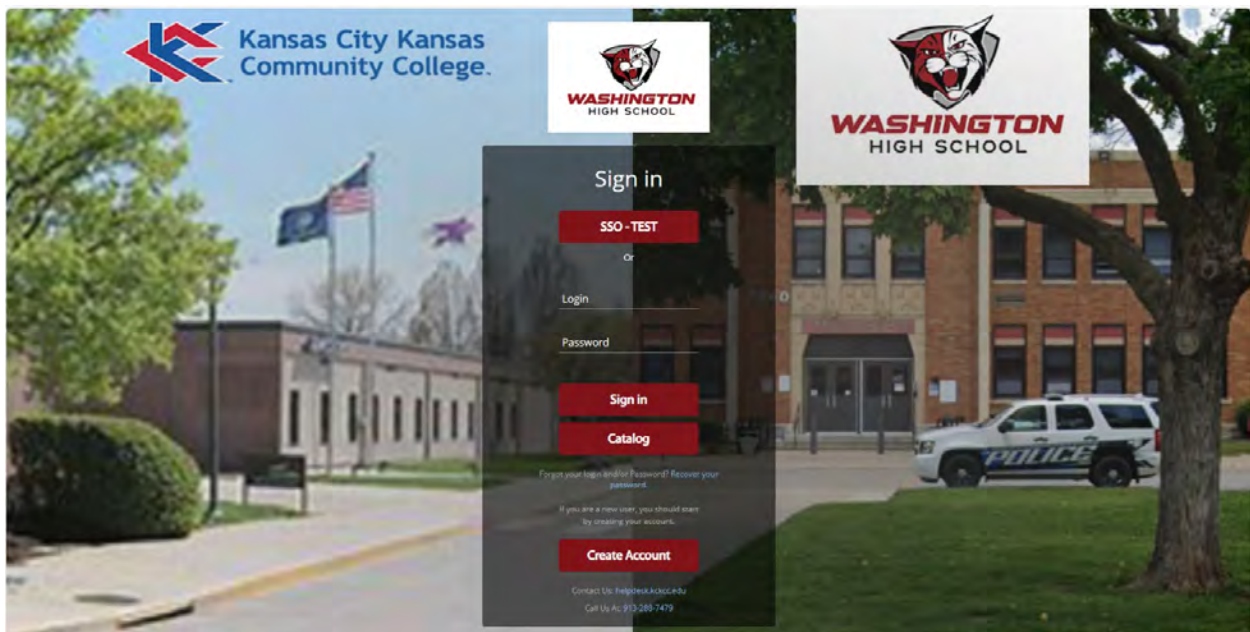 Kansas City Kansas
Community College.
WASHINGTON
HIGH SCHOOL
WASHINGTON
HIGH SCHOOL
Sign in
SSO - TEST
Or
Login
Password
Sign in
Catalog
Forgot your login and/or Password? Recover your
password.
If you are a new user, you should start
by creating your account.
Create Account
Contact Us: helpdesk.kckcc.edu
Call Us At: 913-288-7479
POLICE